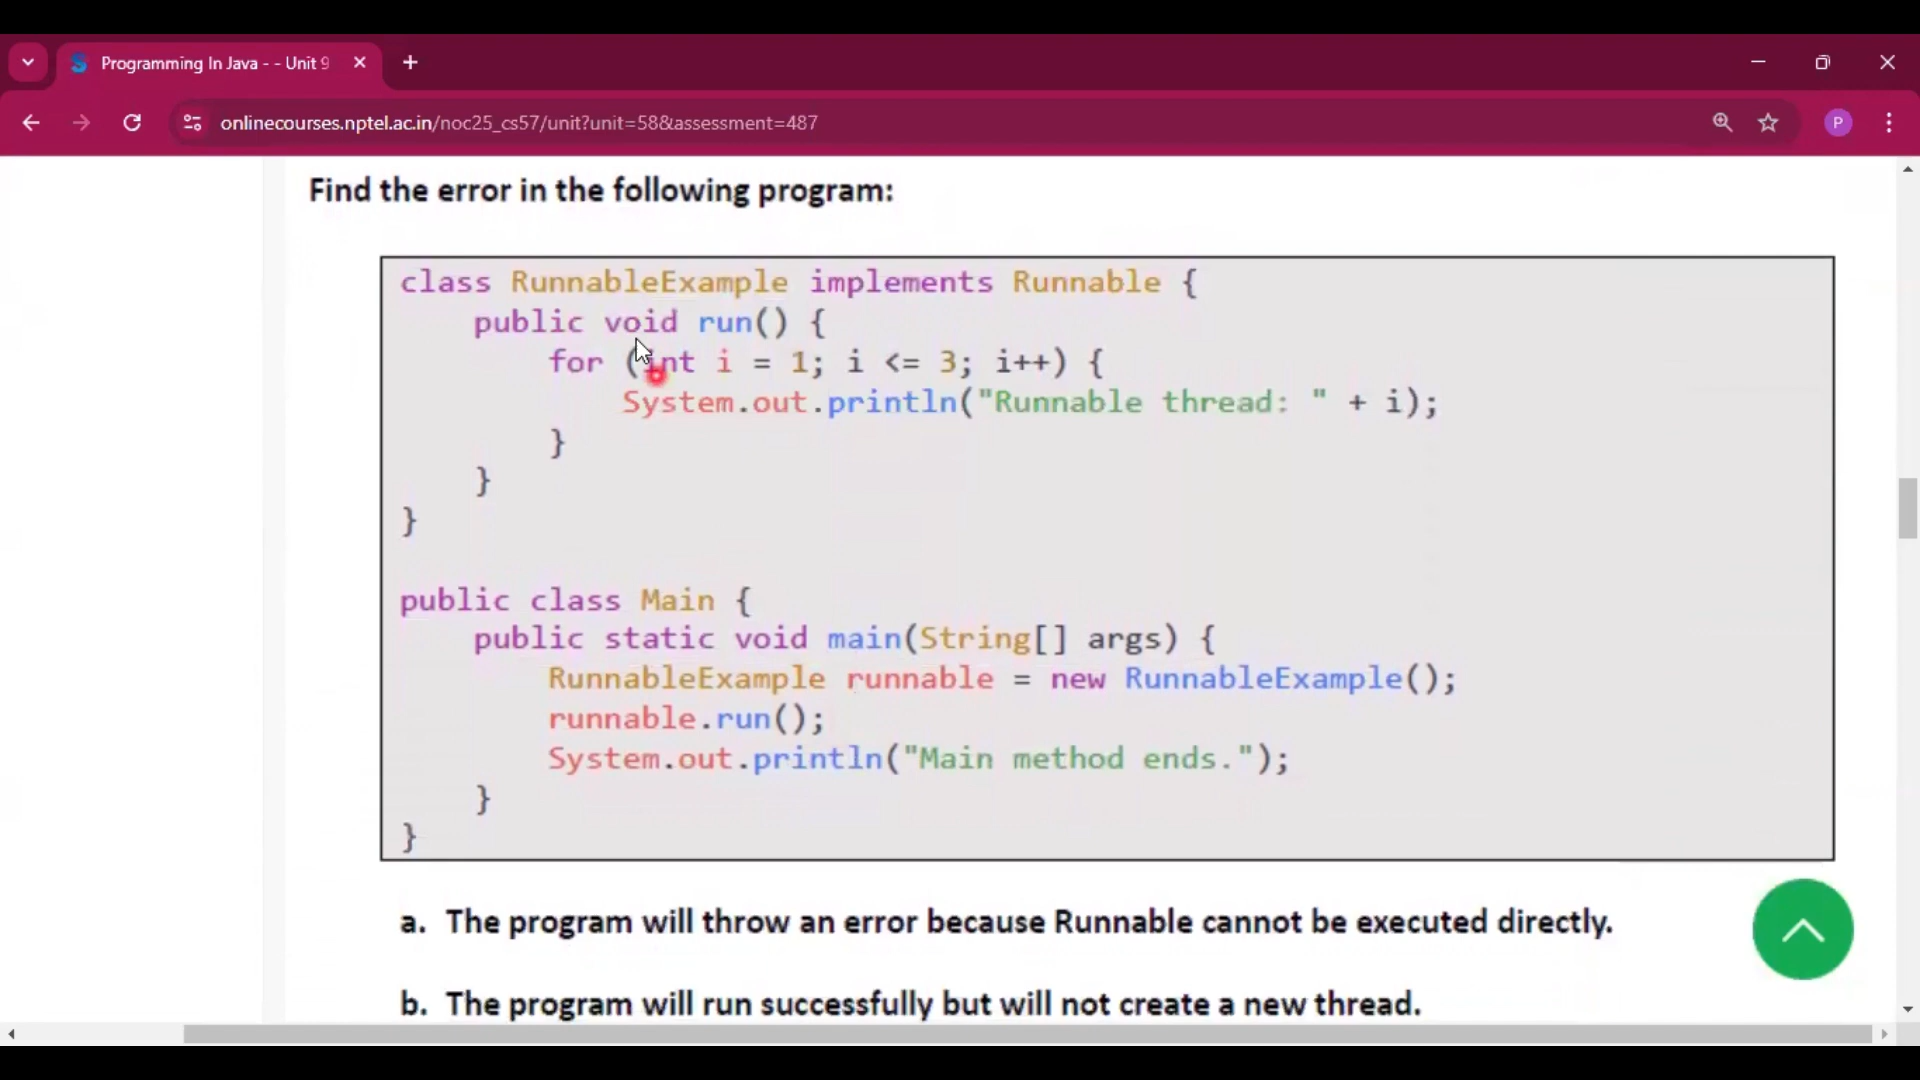 Programming In Java - - Unit 9
onlinecourses.nptel.ac.in/noc25_cs57/unit?unit=58&assessment=487
P
Find the error in the following program:
class RunnableExample implements Runnable {
public void run() {
for (int i = 1; i <= 3; i++) {
System.out.println("Runnable thread: " + i);
}
}
}
public class Main {
public static void main(String[] args) {
RunnableExample runnable = new RunnableExample();
runnable.run();
System.out.println("Main method ends.");
}
}
a. The program will throw an error because Runnable cannot be executed directly.
b. The program will run successfully but will not create a new thread.